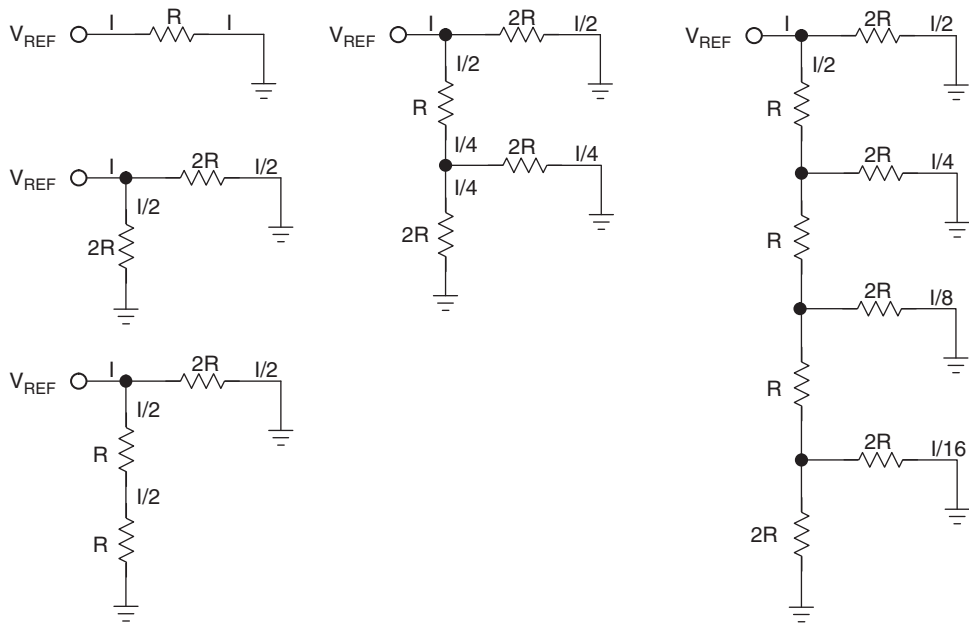 V_REF I R I
V_REF I 2R I/2
I/2
2R
V_REF I 2R I/2
I/2
R
I/2
R
V_REF I 2R I/2
I/2
R
I/4 2R I/4
I/4
2R
V_REF I 2R I/2
I/2
R
2R I/4
R
2R I/8
R
2R I/16
2R